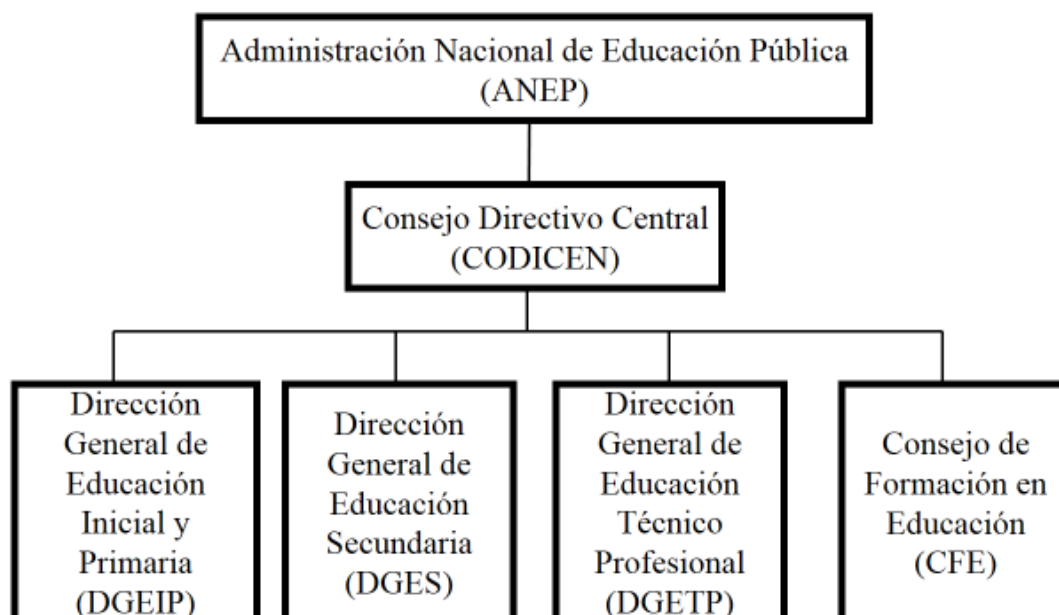 Administración Nacional de Educación Pública
(ANEP)
Consejo Directivo Central
(CODICEN)
Dirección
General de
Educación
Inicial y
Primaria
(DGEIP)
Dirección
General de
Educación
Secundaria
(DGES)
Dirección
General de
Educación
Técnico
Profesional
(DGETP)
Consejo de
Formación en
Educación
(CFE)